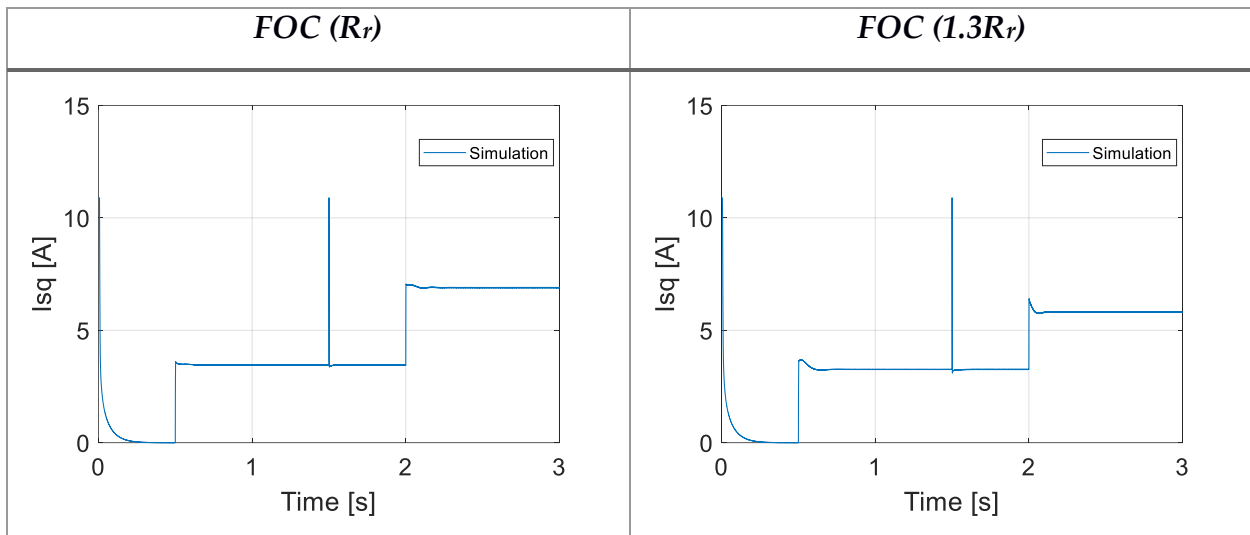 FOC (Rr)
FOC (1.3Rr)
15
10
5
0
Isq [A]
Simulation
0
1
2
3
Time [s]
15
10
5
0
Isq [A]
Simulation
0
1
2
3
Time [s]